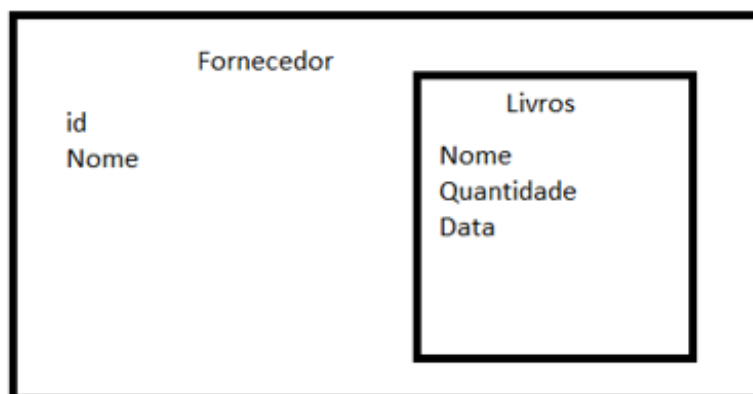 Fornecedor
id
Nome
Livros
Nome
Quantidade
Data